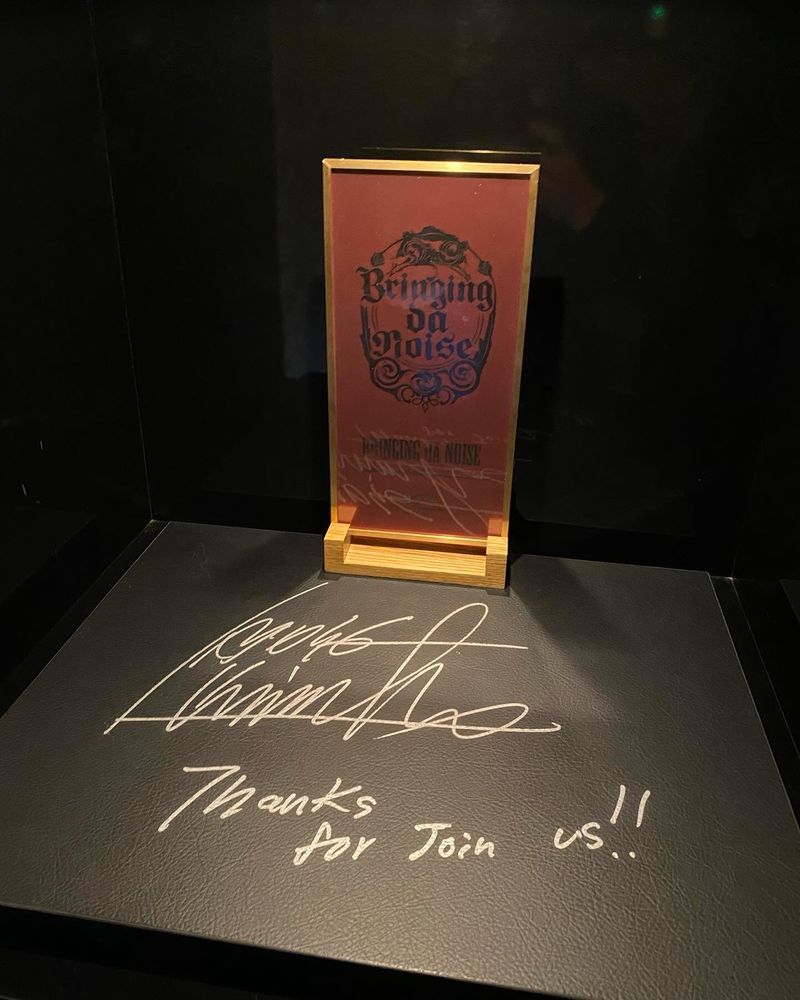 Bringing
da
Noise
BRINGING DA NOISE
Thanks
for Join us!!